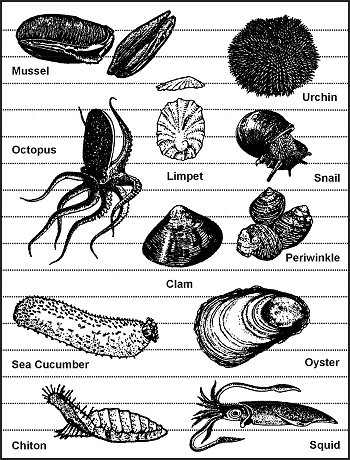 Mussel
Urchin
Octopus
Limpet
Snail
Periwinkle
Clam
Sea Cucumber
Oyster
Chiton
Squid